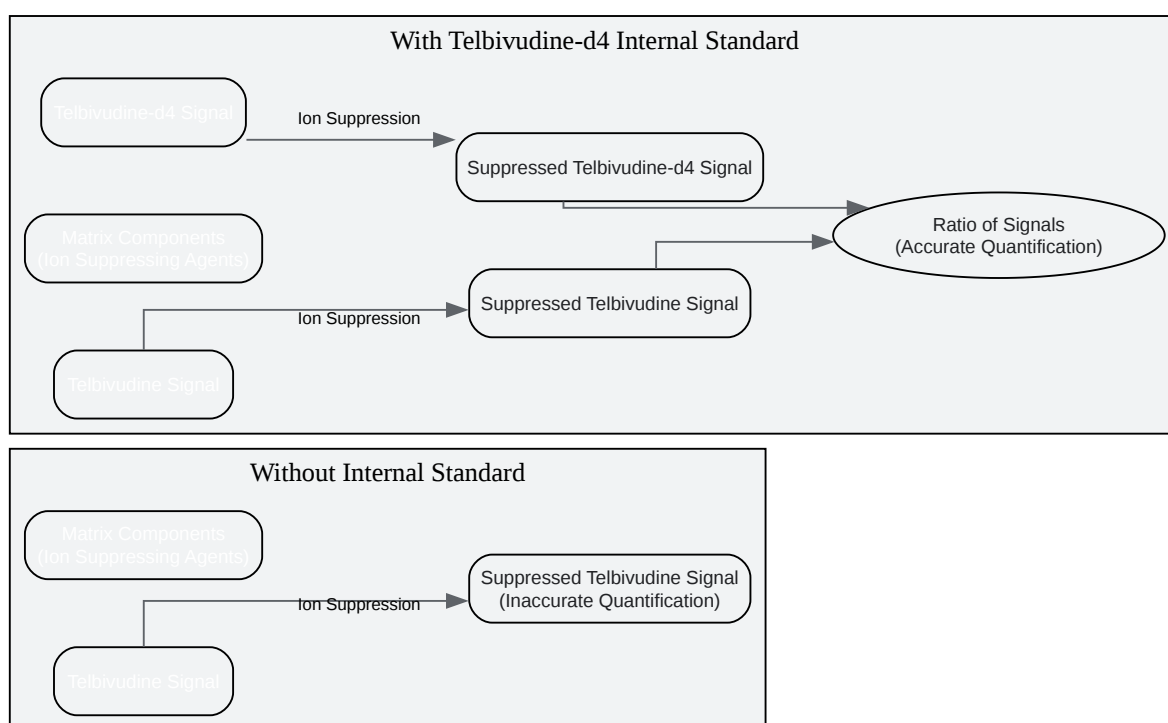 With Telbivudine-d4 Internal Standard
Telbivudine-d4 Signal
Ion Suppression
Suppressed Telbivudine-d4 Signal
Matrix Components
(Ion Suppressing Agents)
Ratio of Signals
(Accurate Quantification)
Suppressed Telbivudine Signal
Ion Suppression
Telbivudine Signal
Without Internal Standard
Matrix Components
(Ion Suppressing Agents)
Suppressed Telbivudine Signal
(Inaccurate Quantification)
Ion Suppression
Telbivudine Signal